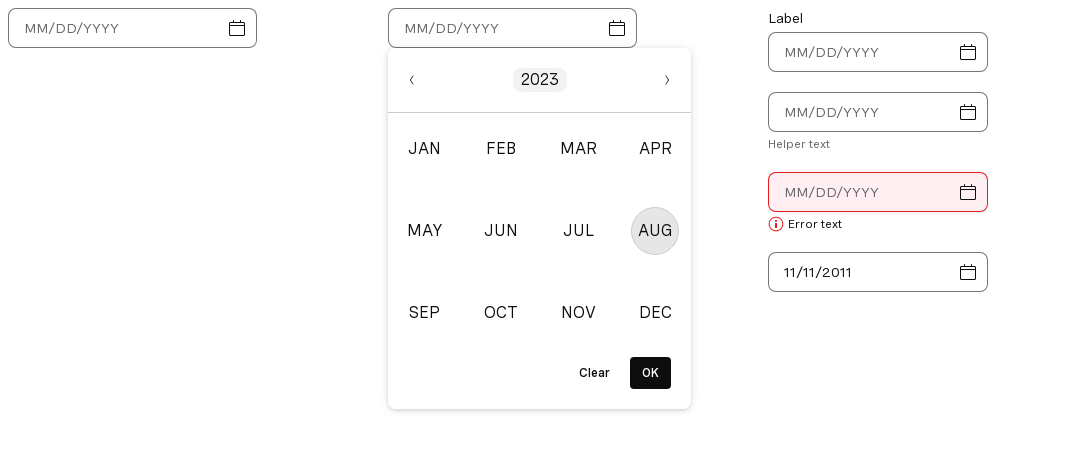 MM/DD/YYYY
MM/DD/YYYY
2023
JAN FEB MAR APR
MAY JUN JUL AUG
SEP OCT NOV DEC
Clear OK
Label
MM/DD/YYYY
MM/DD/YYYY
Helper text
MM/DD/YYYY
Error text
11/11/2011